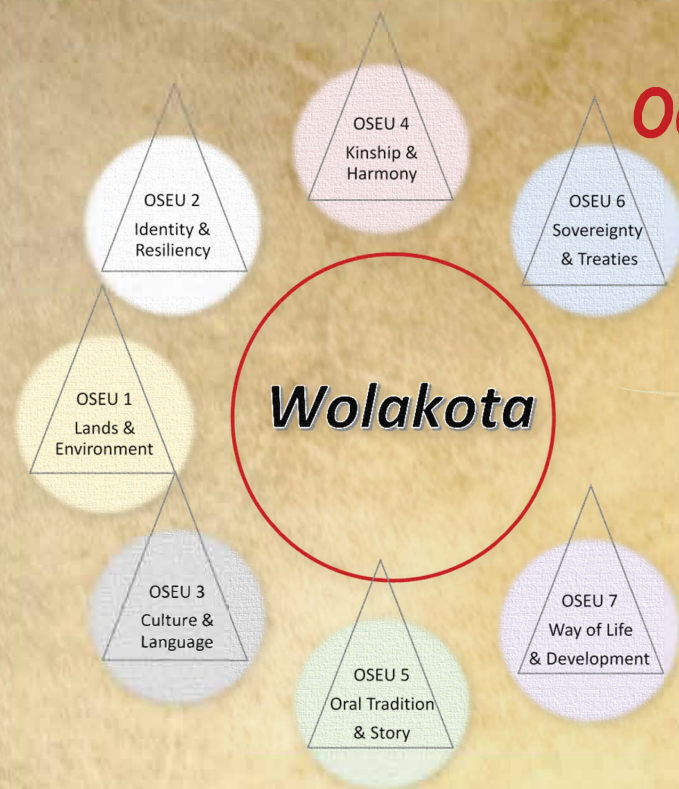 OSEU 4
Kinship &
Harmony
OSEU 2
Identity &
Resiliency
OSEU 6
Sovereignty
& Treaties
OSEU 1
Lands &
Environment
Wolakota
OSEU 3
Culture &
Language
OSEU 7
Way of Life
& Development
OSEU 5
Oral Tradition
& Story